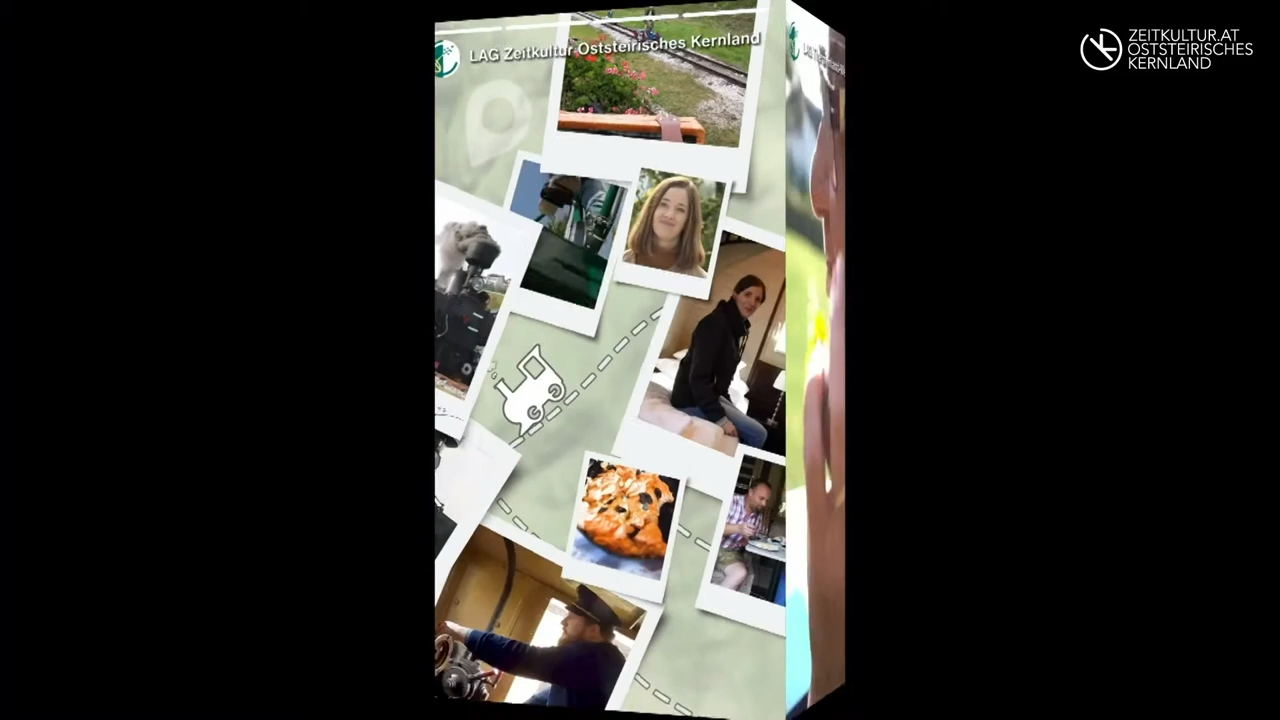 LAG Zeitkultur Oststeirisches Kernland
ZEITKULTUR.AT
OSTSTEIRISCHES
KERNLAND